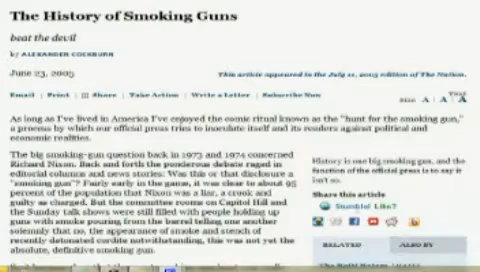 The History of Smoking Guns
beat the devil
by ALEXANDER COCKBURN
June 23, 2005
This article appeared in the July 11, 2005 edition of The Nation.
Email | Print | Share | Take Action | Write a Letter | Subscribe Now
Text
Size A A A
As long as I've lived in America I've enjoyed the comic ritual known as the "hunt for the smoking gun,"
a process by which our official press tries to inoculate itself and its readers against political and
economic realities.
The big smoking-gun question back in 1973 and 1974 concerned
Richard Nixon. Back and forth the ponderous debate raged in
editorial columns and news stories: Was this or that disclosure a
"smoking gun"? Fairly early in the game, it was clear to about 95
percent of the population that Nixon was a liar, a crook and
guilty as charged. But the committee rooms on Capitol Hill and
the Sunday talk shows were still filled with people holding up
guns with smoke pouring from the barrel telling one another
solemnly that no, the appearance of smoke and stench of
recently detonated cordite notwithstanding, this was not yet the
absolute, definitive smoking gun.
History is one big smoking gun, and the
function of the official press is to say it
isn't so.
Share this article
Stumble! Like?
RELATED
ALSO BY